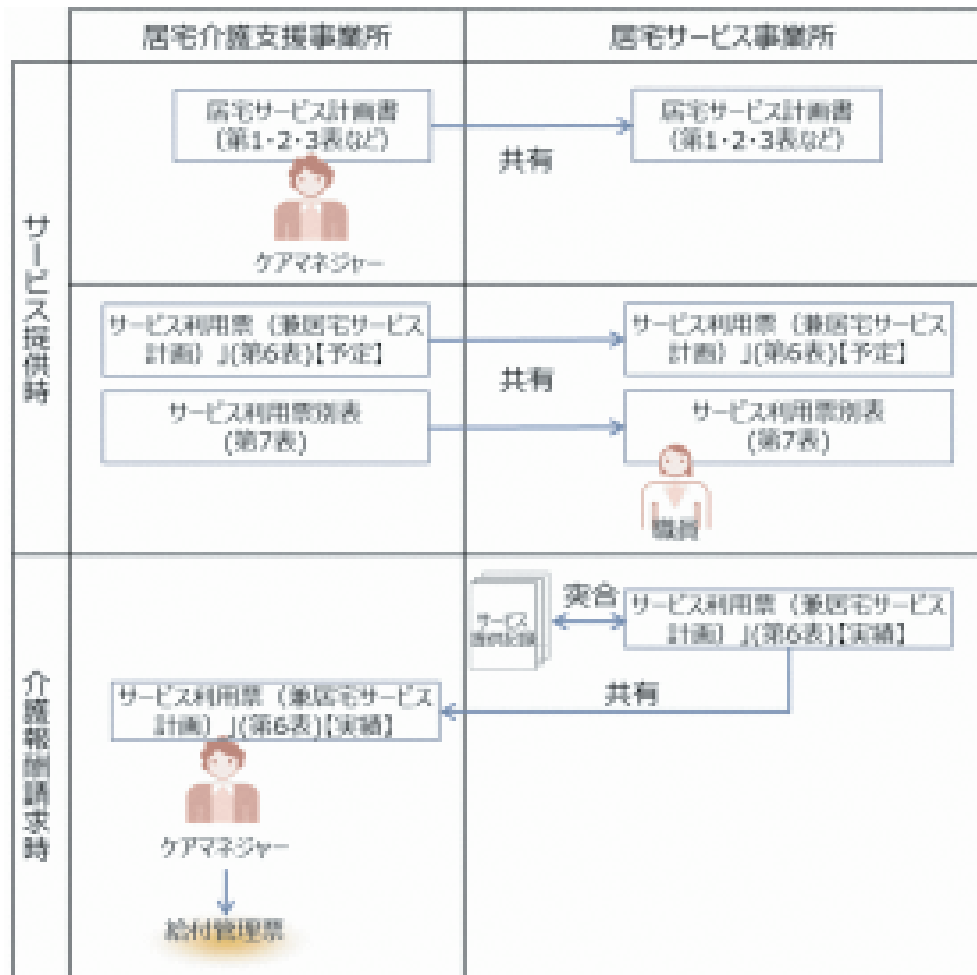 居宅介護支援事業所
居宅サービス事業所
サービス提供時
居宅サービス計画書
(第1・2・3表など)
共有
居宅サービス計画書
(第1・2・3表など)
ケアマネジャー
サービス利用票（兼居宅サービス
計画）」(第6表)【予定】
共有
サービス利用票（兼居宅サービス
計画）」(第6表)【予定】
サービス利用票別表
(第7表)
サービス利用票別表
(第7表)
職員
介護報酬請求時
サービス
提供記録
突合
サービス利用票（兼居宅サービス
計画）」(第6表)【実績】
共有
サービス利用票（兼居宅サービス
計画）」(第6表)【実績】
ケアマネジャー
給付管理票